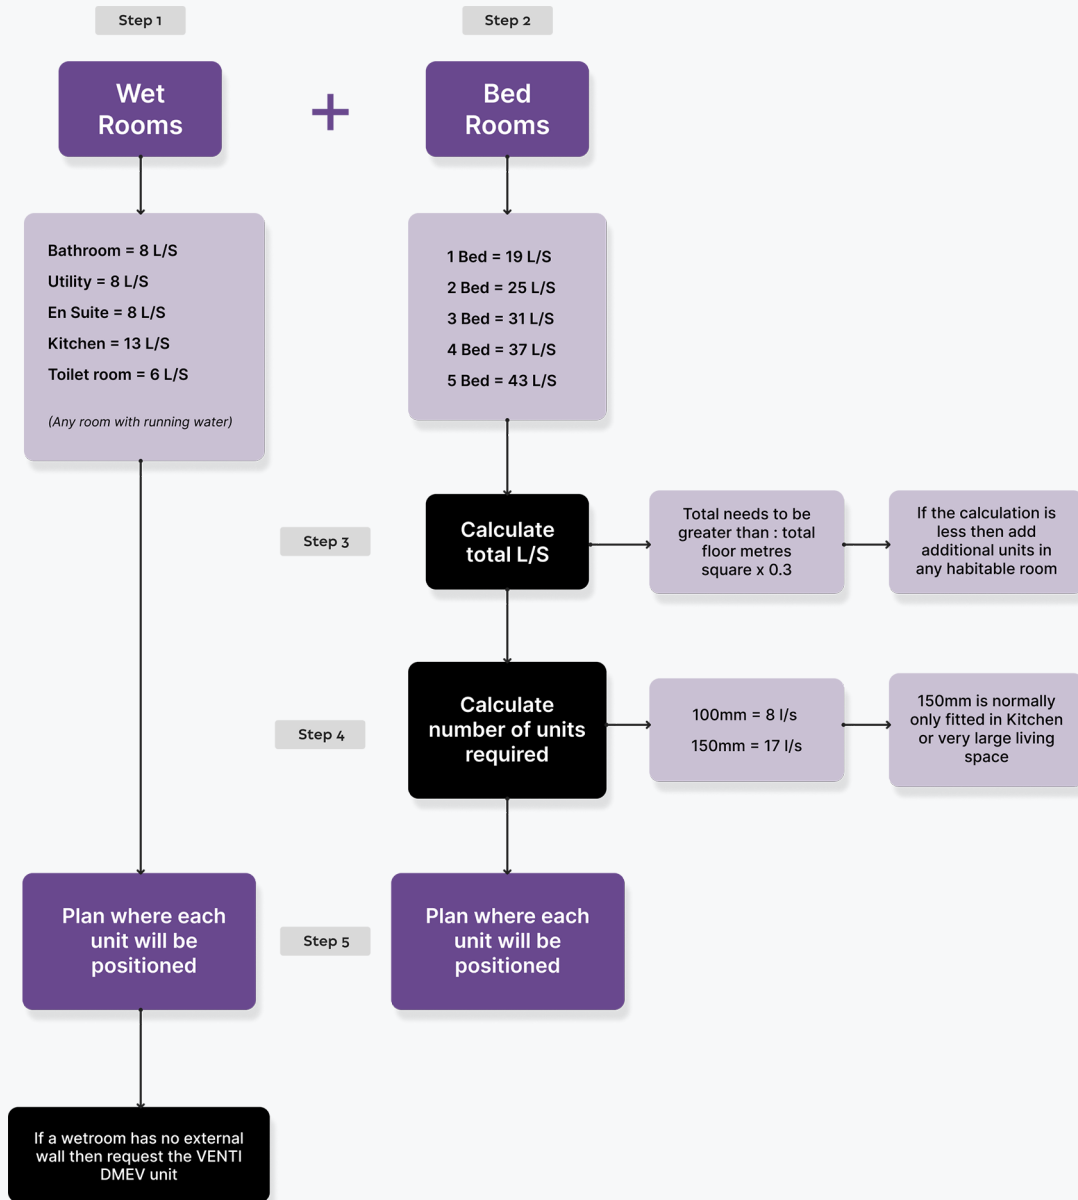 Step 1
Step 2
Wet
Rooms
+
Bed
Rooms
Bathroom = 8 L/S
Utility = 8 L/S
En Suite = 8 L/S
Kitchen = 13 L/S
Toilet room = 6 L/S
(Any room with running water)
1 Bed = 19 L/S
2 Bed = 25 L/S
3 Bed = 31 L/S
4 Bed = 37 L/S
5 Bed = 43 L/S
Step 3
Calculate
total L/S
Total needs to be
greater than : total
floor metres
square x 0.3
If the calculation is
less then add
additional units in
any habitable room
Step 4
Calculate
number of units
required
100mm = 8 l/s
150mm = 17 l/s
150mm is normally
only fitted in Kitchen
or very large living
space
Plan where each
unit will be
positioned
Step 5
Plan where each
unit will be
positioned
If a wetroom has no external
wall then request the VENTI
DMEV unit